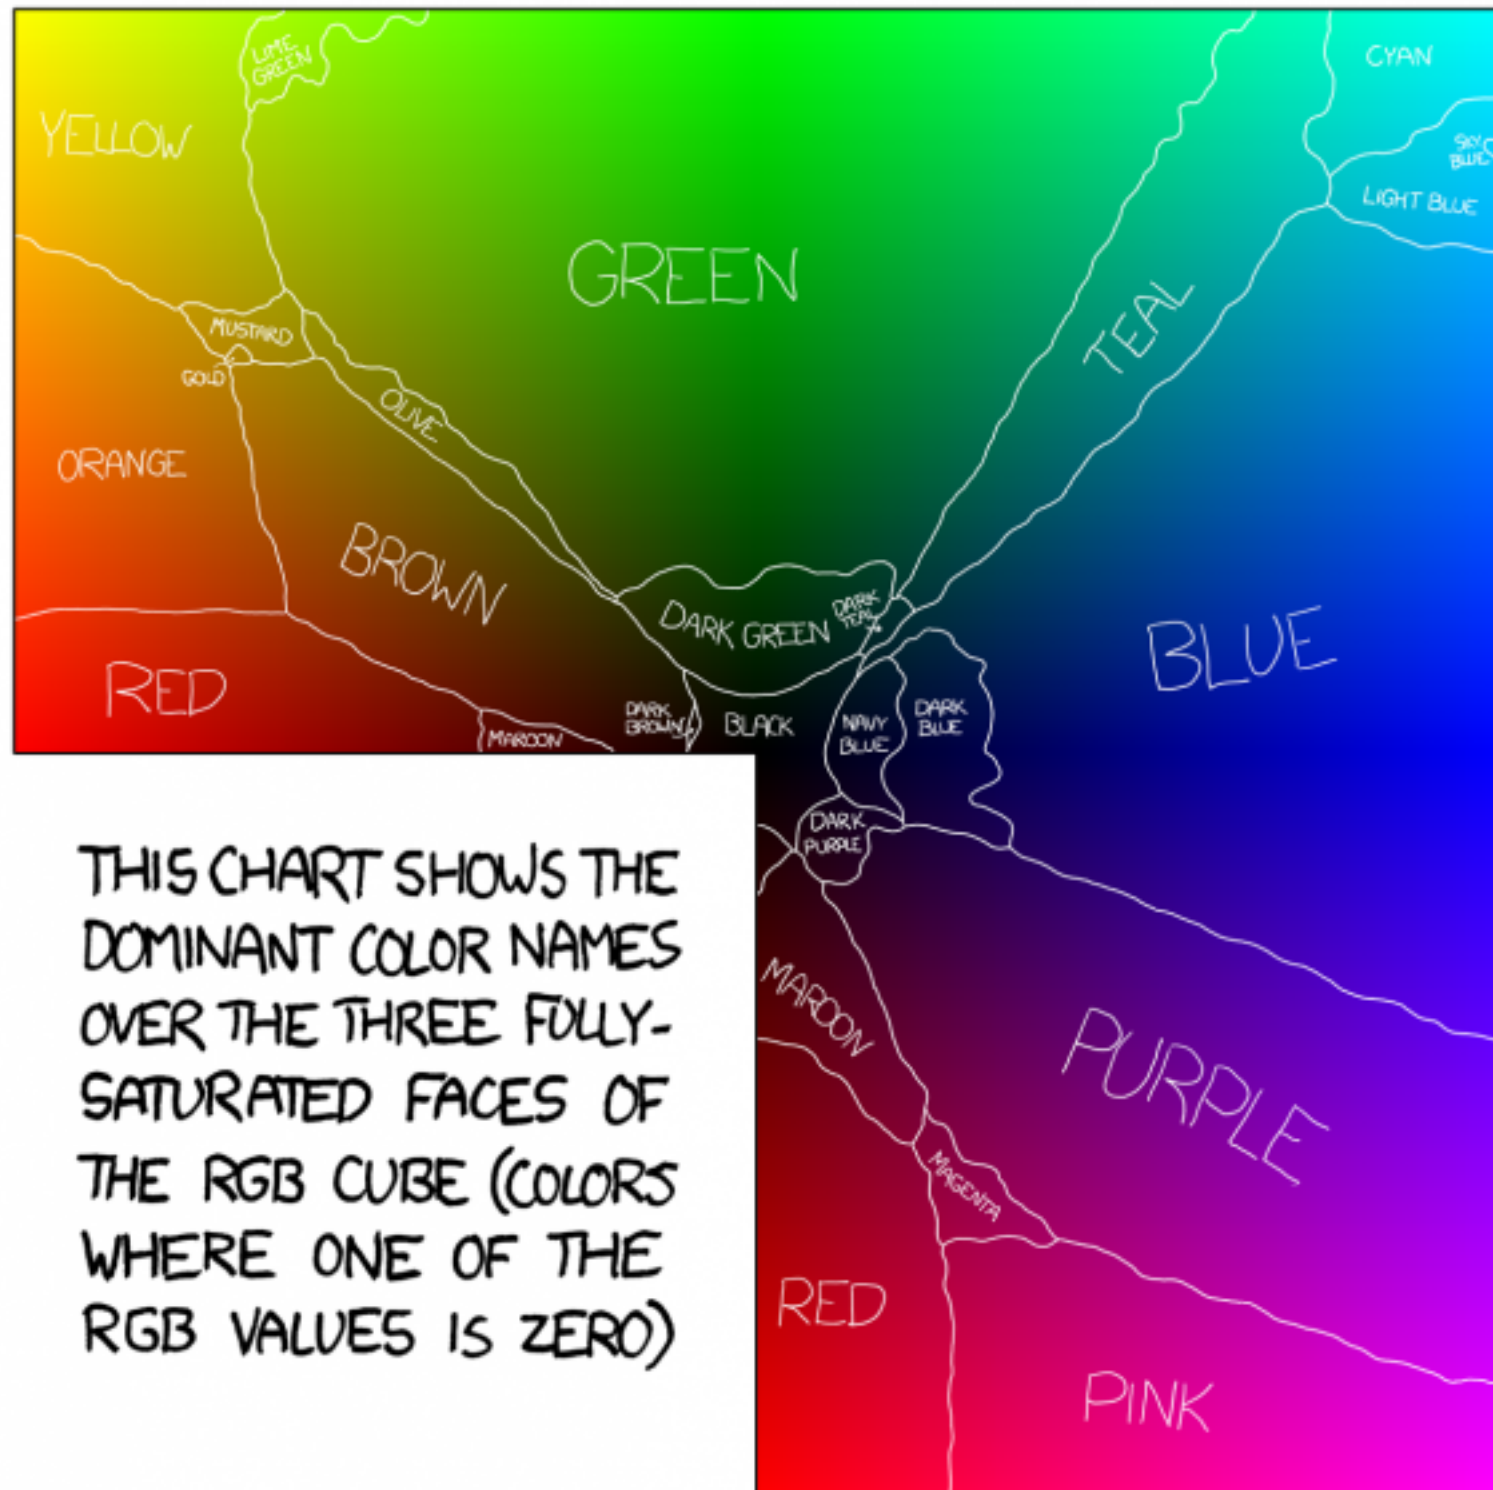 LIME
GREEN
CYAN
YELLOW
SKY
BLUE
LIGHT BLUE
GREEN
MUSTARD
TEAL
GOLD
OLIVE
ORANGE
BROWN
DARK GREEN
DARK
TEAL
BLUE
RED
DARK
BROWN
BLACK
NAVY
BLUE
DARK
BLUE
MAROON
DARK
PURPLE
THIS CHART SHOWS THE
DOMINANT COLOR NAMES
OVER THE THREE FULLY-
SATURATED FACES OF
THE RGB CUBE (COLORS
WHERE ONE OF THE
RGB VALUES IS ZERO)
MAROON
PURPLE
MAGENTA
RED
PINK